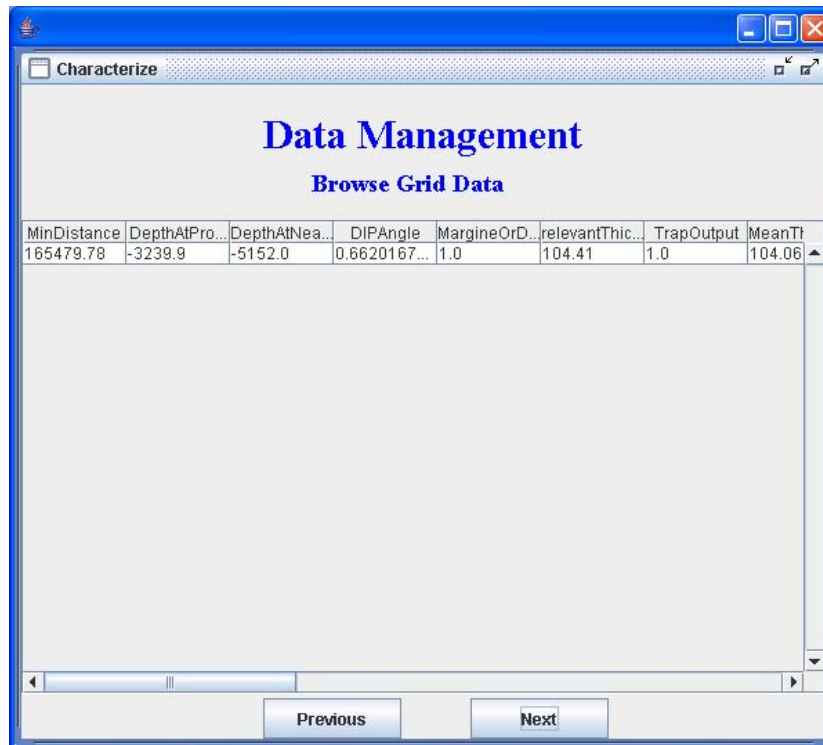 Characterize
Data Management
Browse Grid Data
MinDistance DepthAtPro... DepthAtNea... DIPAngle MargineOrD... relevantThic... TrapOutput MeanTh
165479.78 -3239.9 -5152.0 0.6620167... 1.0 104.41 1.0 104.06
Previous Next